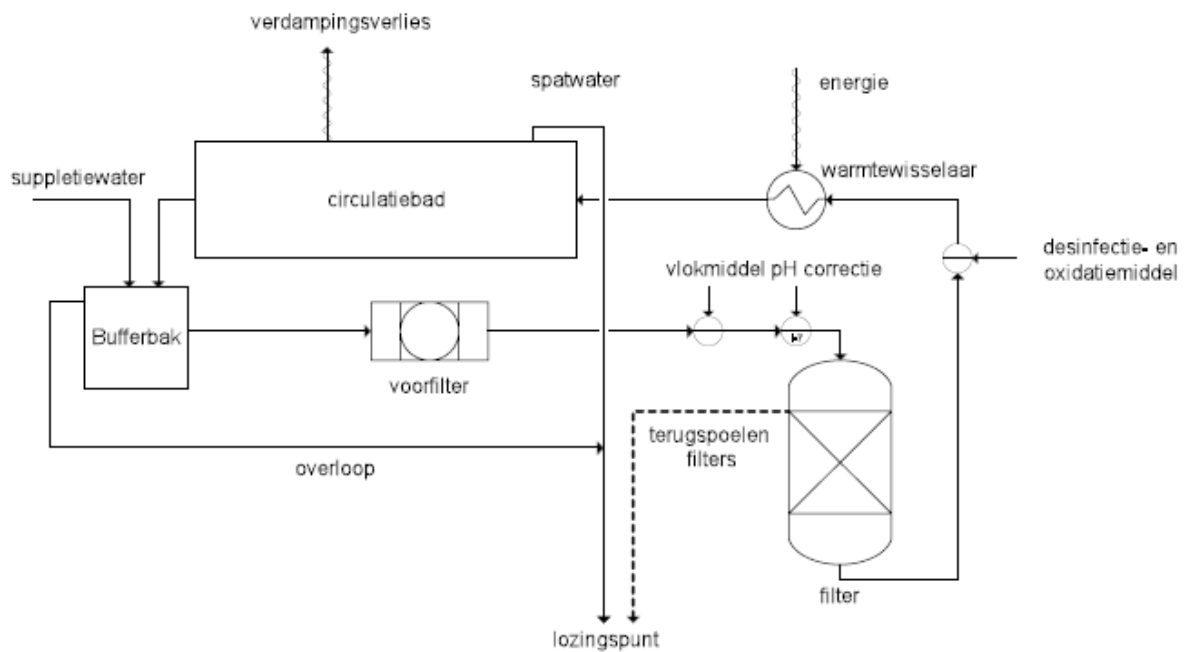 verdampingsverlies
spatwater
energie
suppletiewater
circulatiebad
warmtewisselaar
desinfectie- en
oxidatiemiddel
vlokmiddel pH correctie
Bufferbak
voorfilter
terugspoelen
filters
overloop
filter
lozingspunt